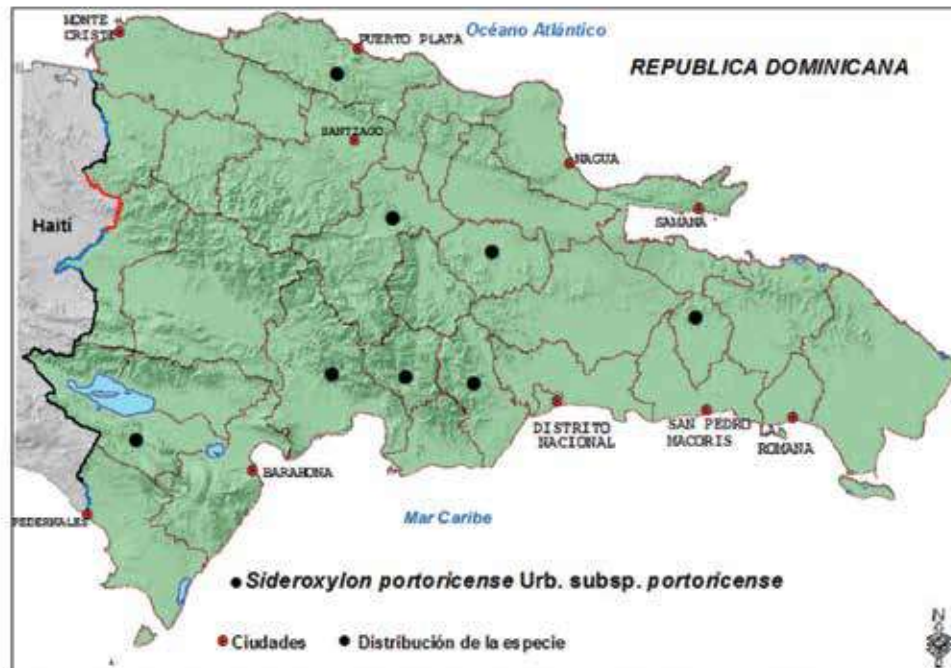 MONTE
CRISTI
PUERTO PLATA
Océano Atlántico
REPUBLICA DOMINICANA
SANTIAGO
NAGUA
SAMANA
Haití
DISTRITO
NACIONAL
SAN PEDRO
MACORIS
LA
ROMANA
BARAHONA
PEDERNALES
Mar Caribe
Sideroxylon portoricense Urb. subsp. portoricense
Ciudades
Distribución de la especie
N